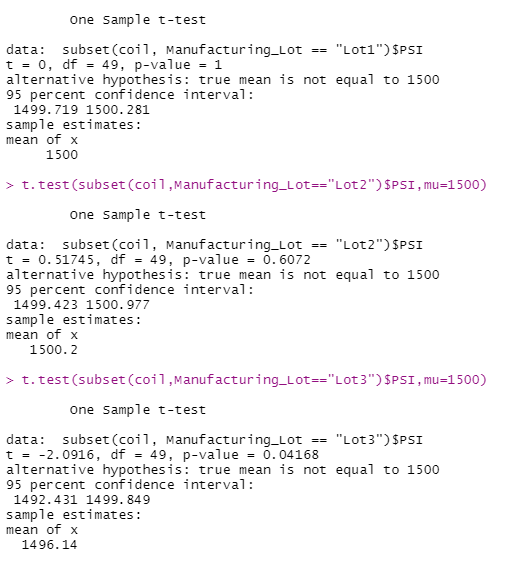 One Sample t-test
data:  subset(coil, Manufacturing_Lot == "Lot1")$PSI
t = 0, df = 49, p-value = 1
alternative hypothesis: true mean is not equal to 1500
95 percent confidence interval:
1499.719 1500.281
sample estimates:
mean of x
1500
> t.test(subset(coil,Manufacturing_Lot=="Lot2")$PSI,mu=1500)
One Sample t-test
data:  subset(coil, Manufacturing_Lot == "Lot2")$PSI
t = 0.51745, df = 49, p-value = 0.6072
alternative hypothesis: true mean is not equal to 1500
95 percent confidence interval:
1499.423 1500.977
sample estimates:
mean of x
1500.2
> t.test(subset(coil,Manufacturing_Lot=="Lot3")$PSI,mu=1500)
One Sample t-test
data:  subset(coil, Manufacturing_Lot == "Lot3")$PSI
t = -2.0916, df = 49, p-value = 0.04168
alternative hypothesis: true mean is not equal to 1500
95 percent confidence interval:
1492.431 1499.849
sample estimates:
mean of x
1496.14